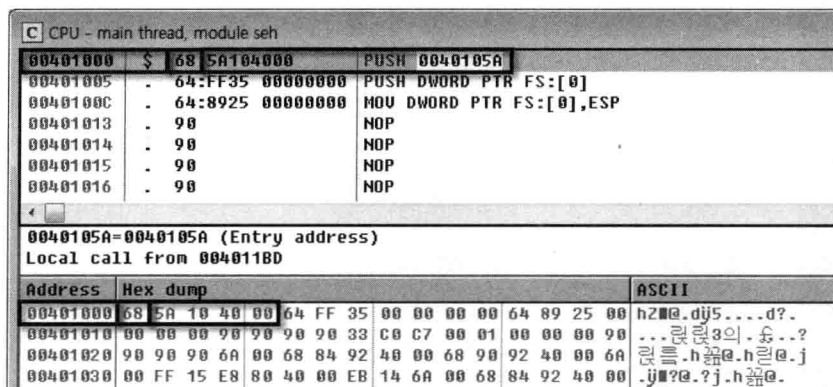 C CPU - main thread, module seh
00401000 $ 68 5A104000 PUSH 0040105A
00401005 . 64:FF35 00000000 PUSH DWORD PTR FS:[0]
0040100C . 64:8925 00000000 MOV DWORD PTR FS:[0],ESP
00401013 . 90 NOP
00401014 . 90 NOP
00401015 . 90 NOP
00401016 . 90 NOP
0040105A=0040105A (Entry address)
Local call from 004011BD
Address Hex dump ASCII
00401000 68 5A 10 40 00 64 FF 35 00 00 00 00 64 89 25 00 hZ@.dÿ5....d?.
00401010 00 00 00 90 90 90 90 33 C0 C7 00 01 00 00 00 90
00401020 90 90 90 6A 00 68 84 92 40 00 68 90 92 40 00 6A
00401030 00 FF 15 E8 80 40 00 EB 14 6A 00 68 84 92 40 00